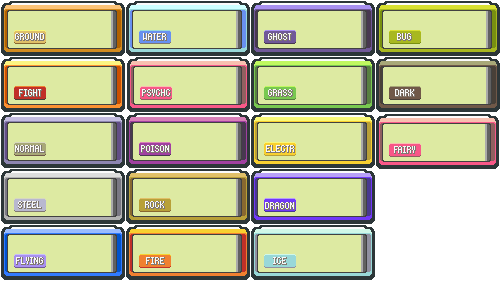 GROUND
WATER
GHOST
BUG
FIGHT
PSYCHC
GRASS
DARK
NORMAL
POISON
ELECTR
FAIRY
STEEL
ROCK
DRAGON
FLYING
FIRE
ICE